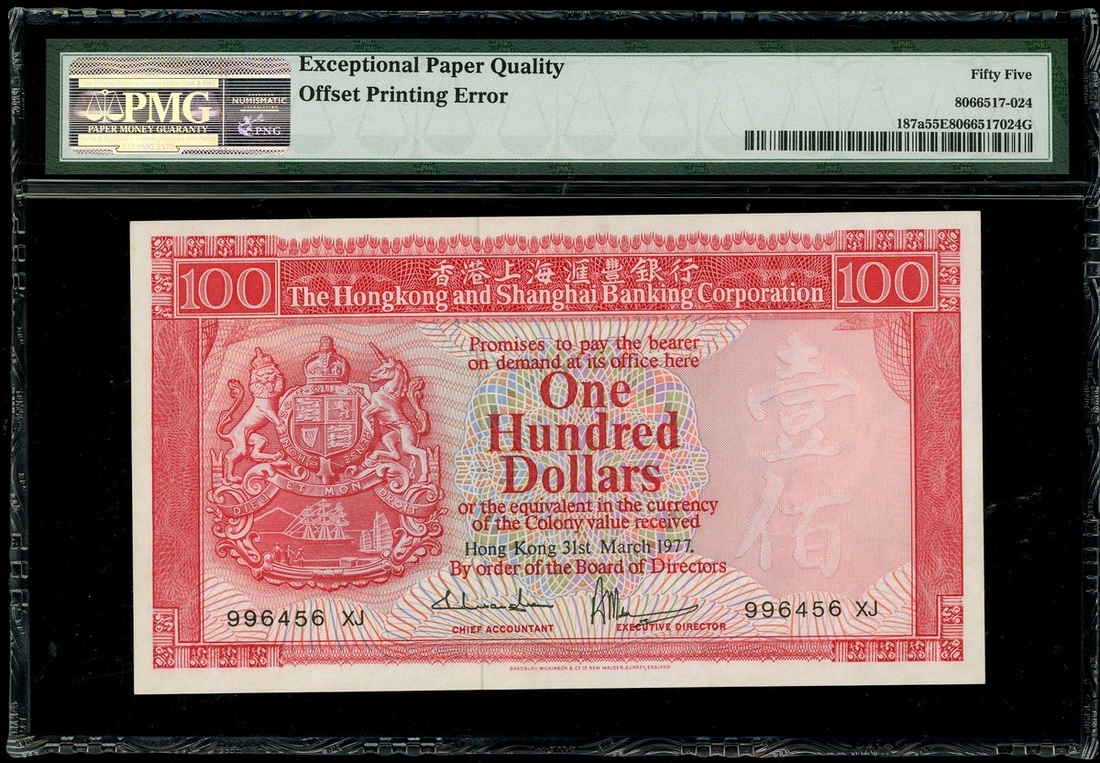 Exceptional Paper Quality
Offset Printing Error
PMG
PAPER MONEY GUARANTY
NUMISMATIC
PNG
Fifty Five
8066517-024
187a55E8066517024G
100
香港上海滙豐銀行
The Hongkong and Shanghai Banking Corporation
100
Promises to pay the bearer
on demand at its office here
One
Hundred
Dollars
or the equivalent in the currency
of the Colony value received
Hong Kong 31st March 1977.
By order of the Board of Directors
壹佰
DIEU ET MON DROIT
996456 XJ
996456 XJ
CHIEF ACCOUNTANT
EXECUTIVE DIRECTOR
BRADBURY, WILKINSON & Cº Lº NEW MALDEN, SURREY, ENGLAND